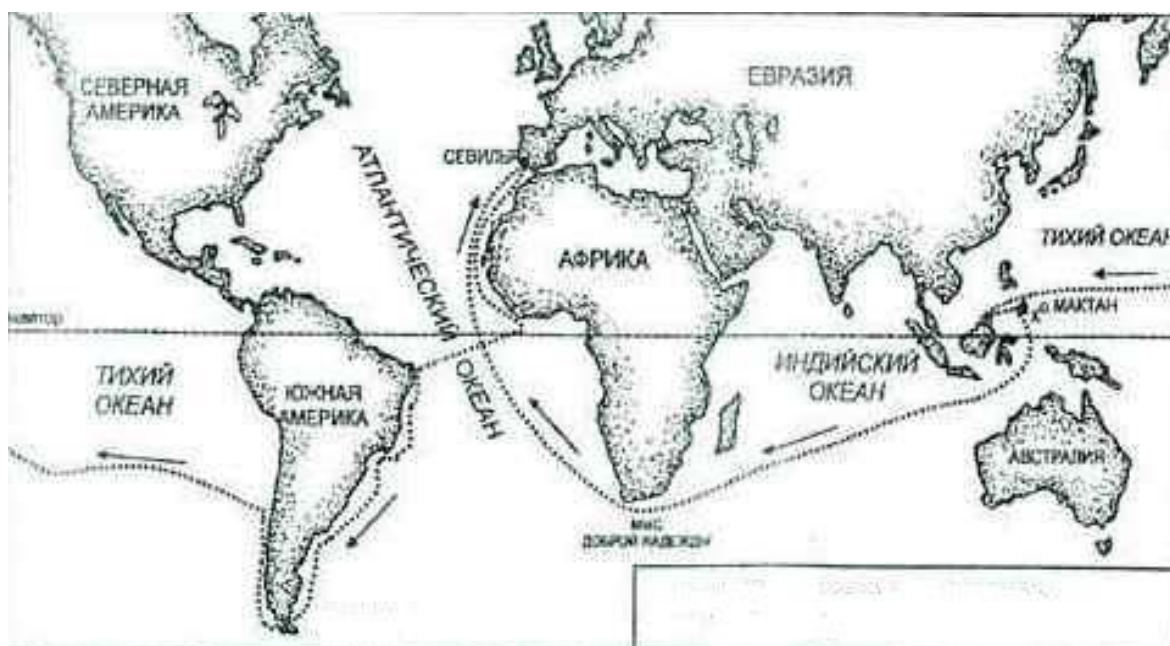 СЕВЕРНАЯ
АМЕРИКА
ЕВРАЗИЯ
СЕВИЛЬЯ
АТЛАНТИЧЕСКИЙ ОКЕАН
АФРИКА
ТИХИЙ ОКЕАН
о. МАКТАН
ТИХИЙ
ОКЕАН
ЮЖНАЯ
АМЕРИКА
ИНДИЙСКИЙ
ОКЕАН
АВСТРАЛИЯ
МЫС
ДОБРОЙ НАДЕЖДЫ